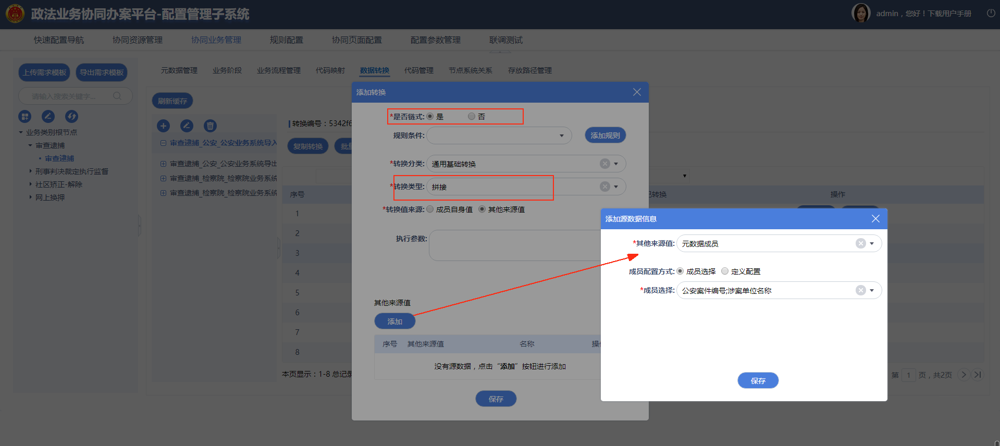 政法业务协同办案平台-配置管理子系统
admin，您好！下载用户手册
快速配置导航 协同资源管理 协同业务管理 规则配置 协同页面配置 配置参数管理 联调测试
上传需求模板 导出需求模板
请输入搜索关键字...
业务类别根节点
审查逮捕
审查逮捕
刑事判决裁定执行监督
社区矫正-解除
网上换押
元数据管理 业务阶段 业务流程管理 代码映射 数据转换 代码管理 节点系统关系 存放路径管理
刷新缓存
审查逮捕_公安_公安业务系统导入
审查逮捕_公安_公安业务系统导出
审查逮捕_检察院_检察院业务系统
审查逮捕_检察院_检察院业务系统
转换编号：5342f6
复制转换
序号
转换 操作
1
2
3
4
5
6
7
8
本页显示：1-8 总记录
第 1 页，共2页
添加转换
*是否链式: 是 否
规则条件: 添加规则
*转换分类: 通用基础转换
*转换类型: 拼接
*转换值来源: 成员自身值 其他来源值
执行参数:
其他来源值
添加
序号 其他来源值 名称
没有源数据，点击“添加”按钮进行添加
保存
添加源数据信息
*其他来源值: 元数据成员
成员配置方式: 成员选择 定义配置
*成员选择: 公安案件编号;涉案单位名称
保存